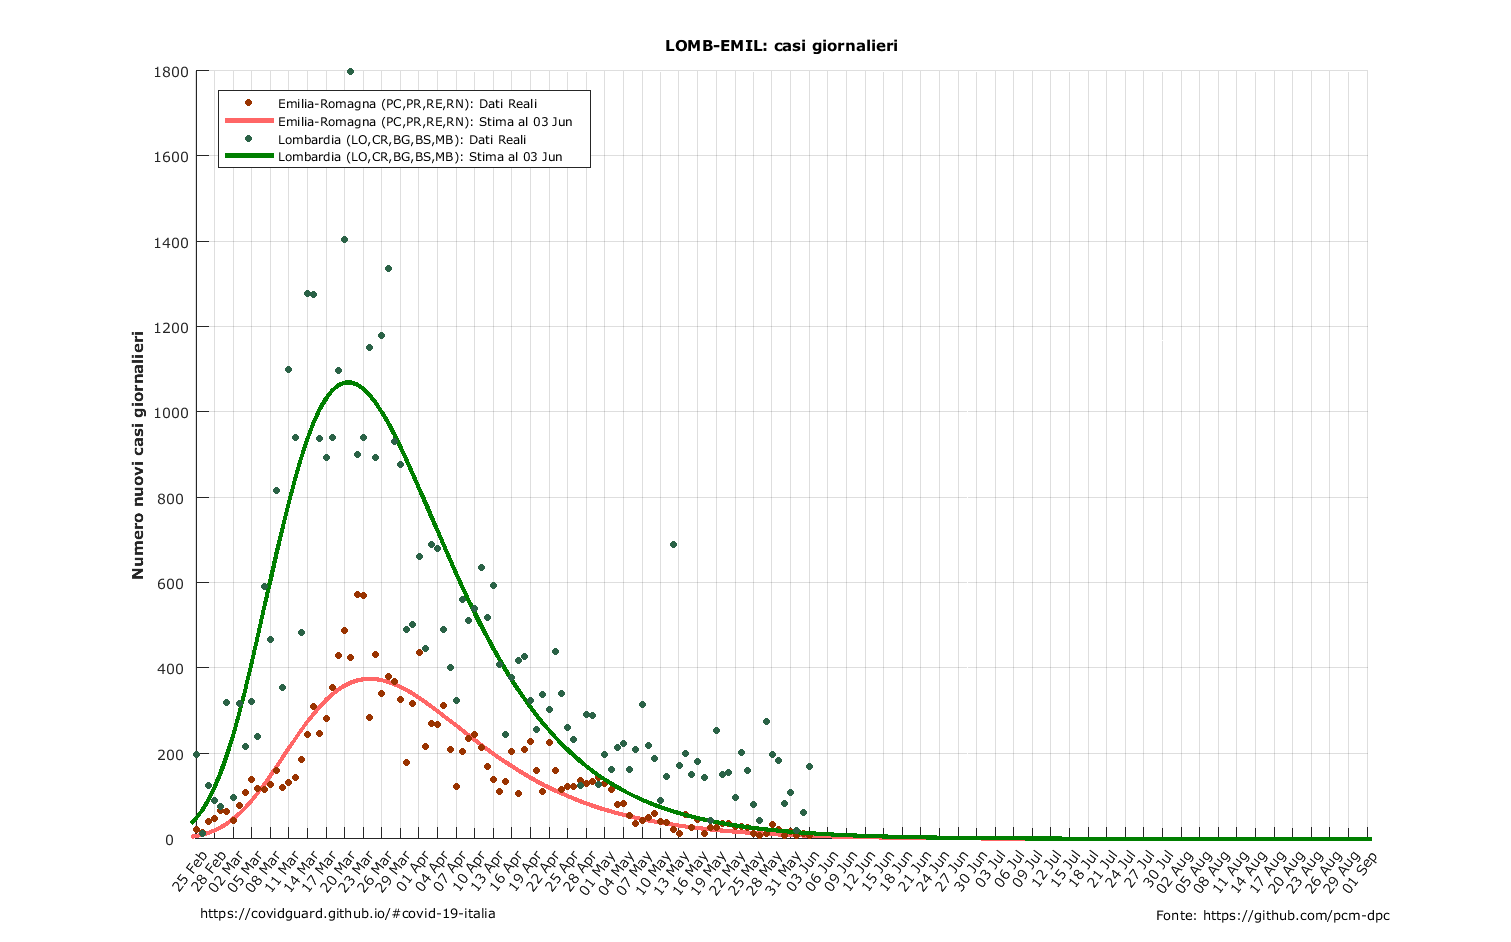 LOMB-EMIL: casi giornalieri
1800
1600
1400
1200
1000
800
600
400
200
0
Numero nuovi casi giornalieri
Emilia-Romagna (PC,PR,RE,RN): Dati Reali
Emilia-Romagna (PC,PR,RE,RN): Stima al 03 Jun
Lombardia (LO,CR,BG,BS,MB): Dati Reali
Lombardia (LO,CR,BG,BS,MB): Stima al 03 Jun
25 Feb
28 Feb
02 Mar
05 Mar
08 Mar
11 Mar
14 Mar
17 Mar
20 Mar
23 Mar
26 Mar
29 Mar
01 Apr
04 Apr
07 Apr
10 Apr
13 Apr
16 Apr
19 Apr
22 Apr
25 Apr
28 Apr
01 May
04 May
07 May
10 May
13 May
16 May
19 May
22 May
25 May
28 May
31 May
03 Jun
06 Jun
09 Jun
12 Jun
15 Jun
18 Jun
21 Jun
24 Jun
27 Jun
30 Jun
03 Jul
06 Jul
09 Jul
12 Jul
15 Jul
18 Jul
21 Jul
24 Jul
27 Jul
30 Jul
02 Aug
05 Aug
08 Aug
11 Aug
14 Aug
17 Aug
20 Aug
23 Aug
26 Aug
29 Aug
01 Sep
https://covidguard.github.io/#covid-19-italia
Fonte: https://github.com/pcm-dpc